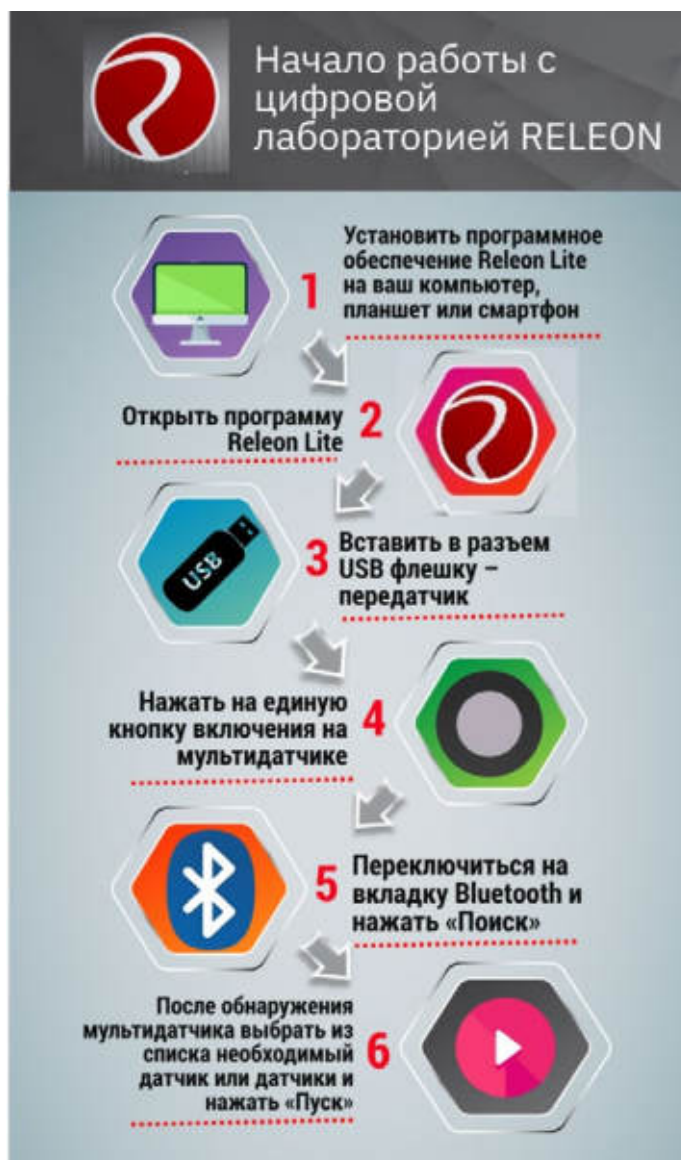 Начало работы с
цифровой
лабораторией RELEON
1
Установить программное
обеспечение Releon Lite
на ваш компьютер,
планшет или смартфон
Открыть программу
Releon Lite
2
USB
3
Вставить в разъем
USB флешку –
передатчик
Нажать на единую
кнопку включения на
мультидатчике
4
5
Переключиться на
вкладку Bluetooth и
нажать «Поиск»
После обнаружения
мультидатчика выбрать из
списка необходимый
датчик или датчики и
нажать «Пуск»
6